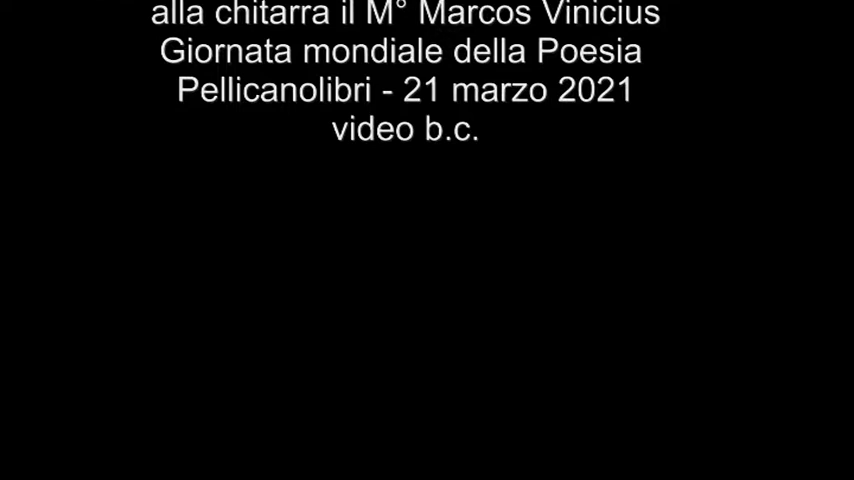 alla chitarra il M° Marcos Vinicius
Giornata mondiale della Poesia
Pellicanolibri - 21 marzo 2021
video b.c.